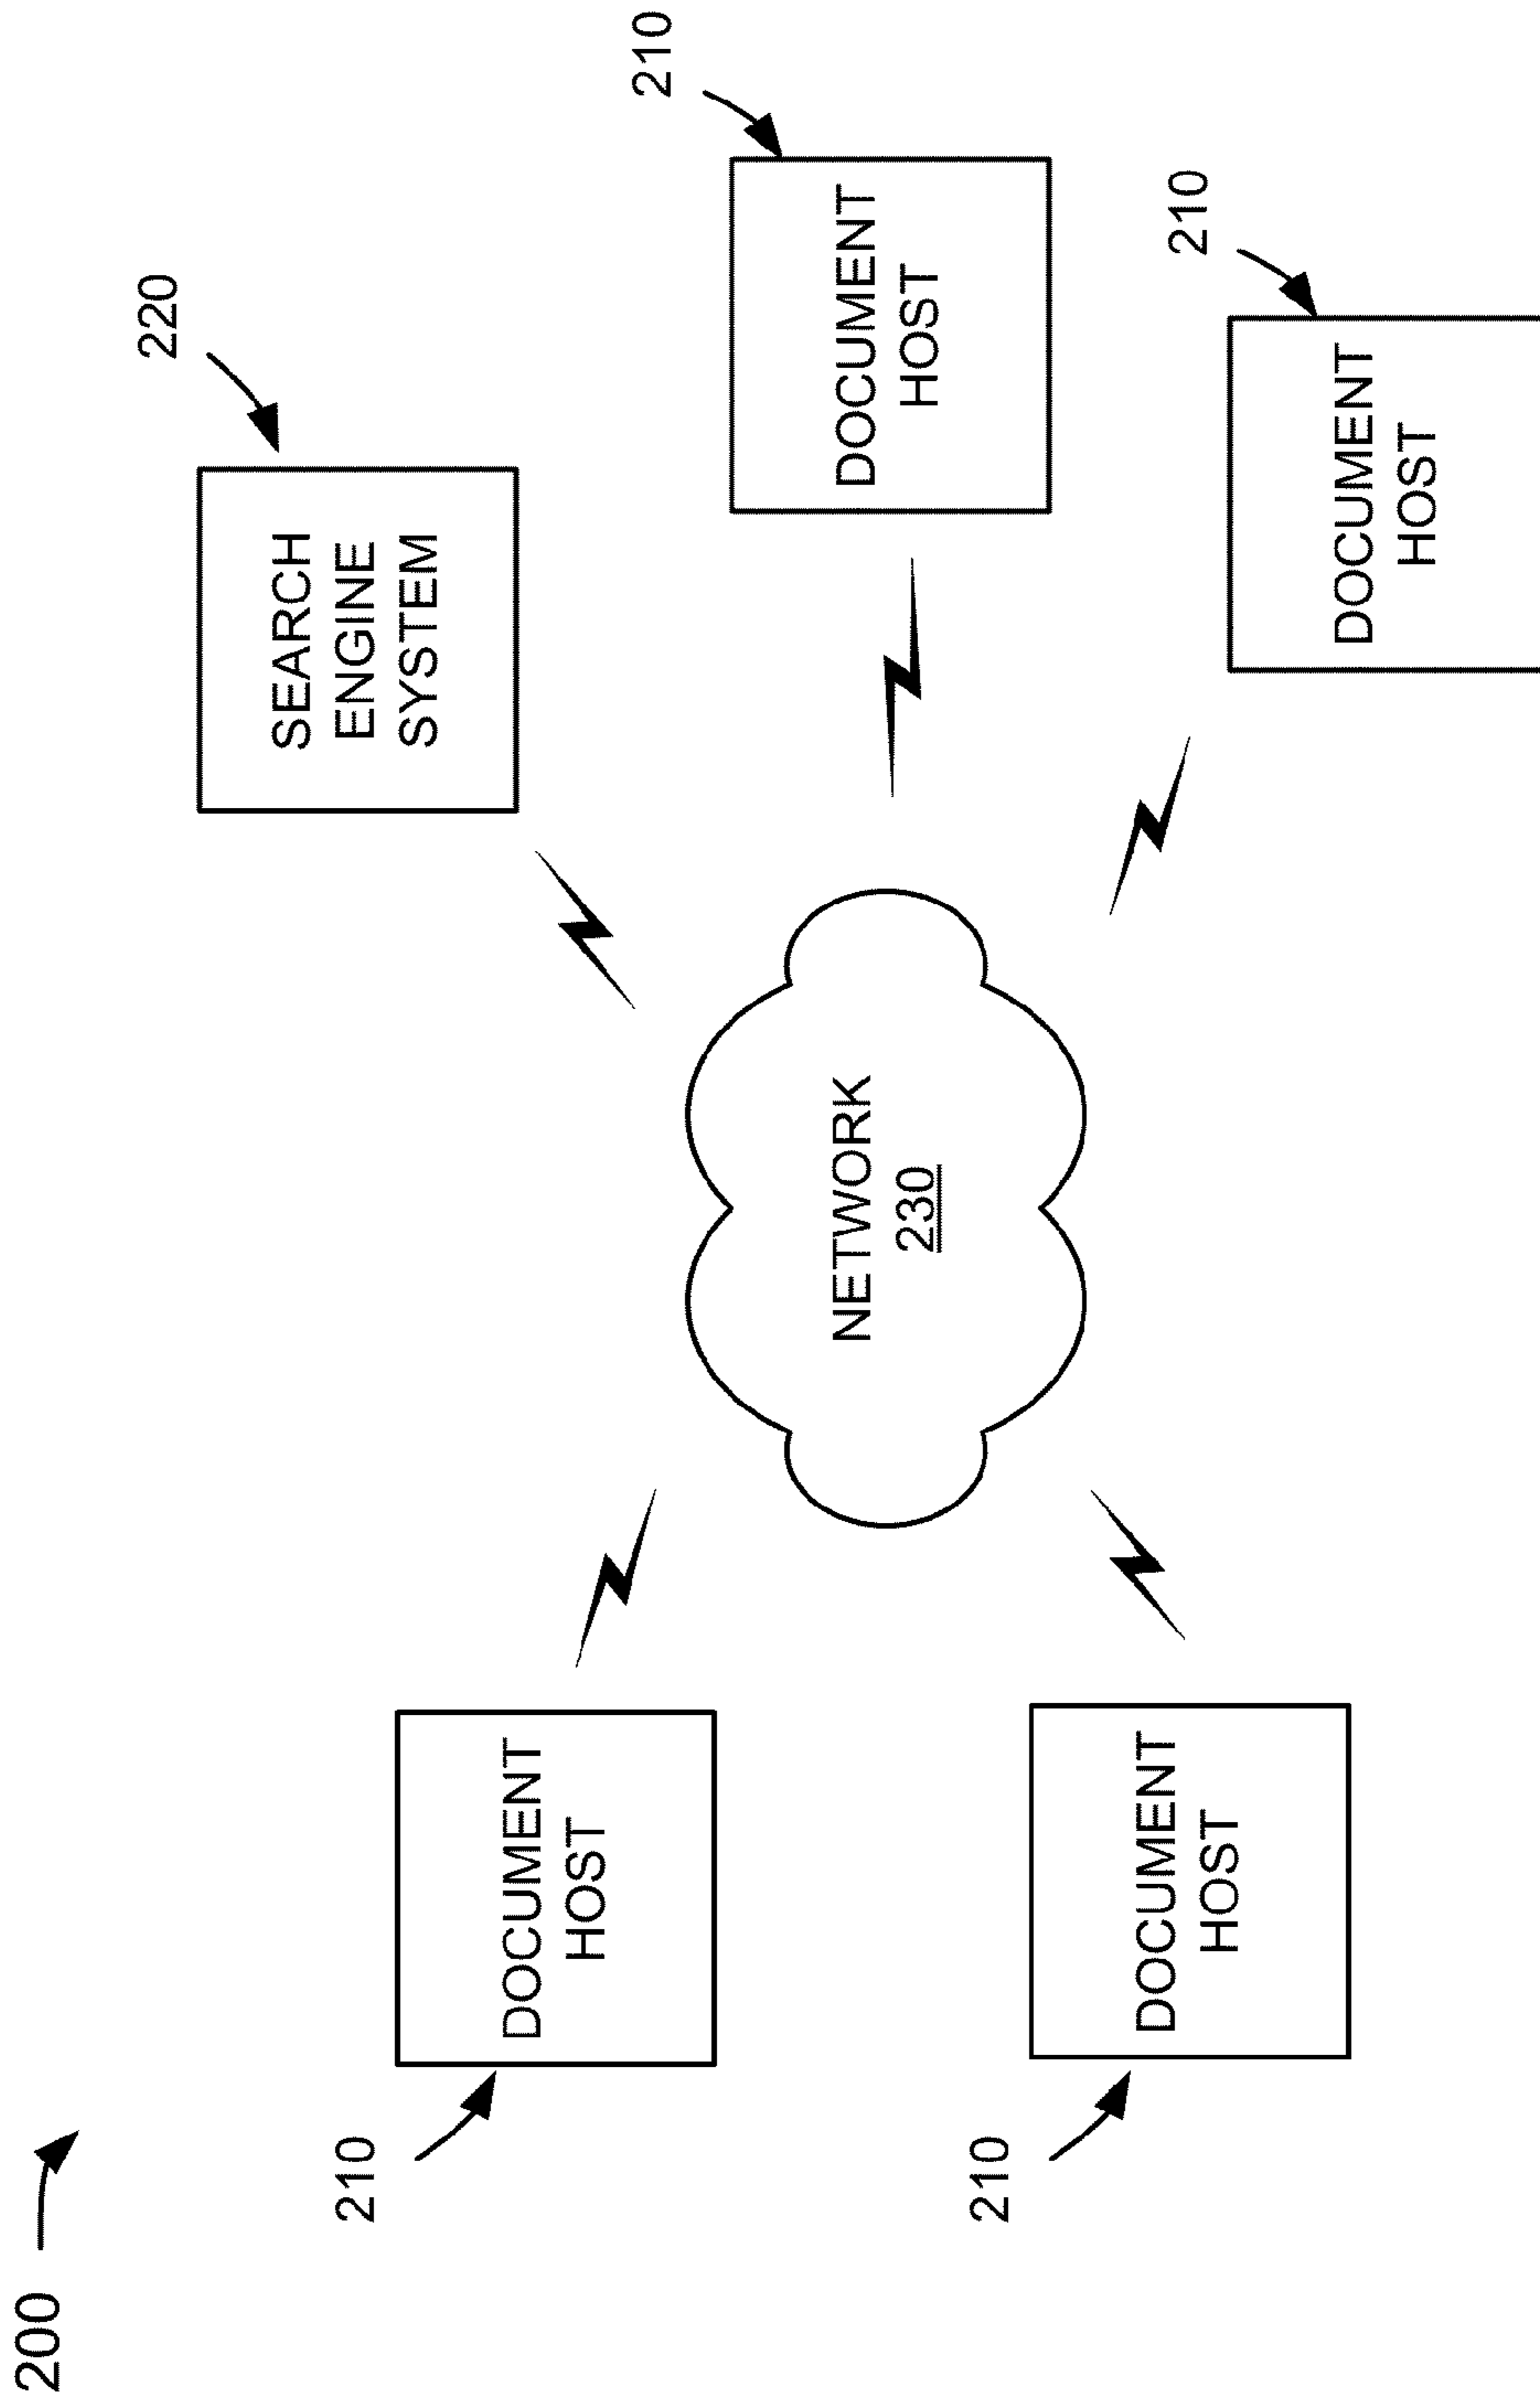 200
220
SEARCH
ENGINE
SYSTEM
210
DOCUMENT
HOST
210
DOCUMENT
HOST
NETWORK
230
210
DOCUMENT
HOST
210
DOCUMENT
HOST